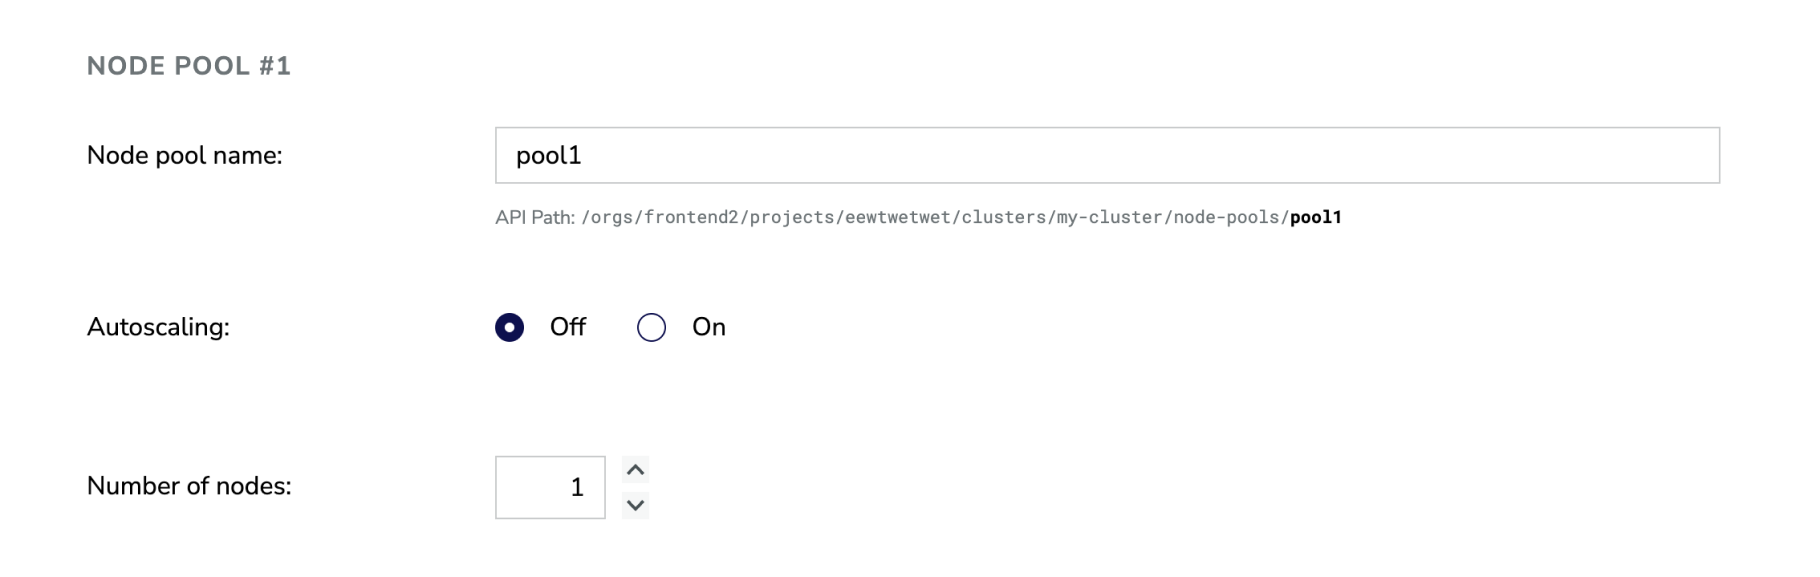 NODE POOL #1
Node pool name:
pool1
API Path: /orgs/frontend2/projects/eewtwetwet/clusters/my-cluster/node-pools/pool1
Autoscaling:
Off On
Number of nodes:
1